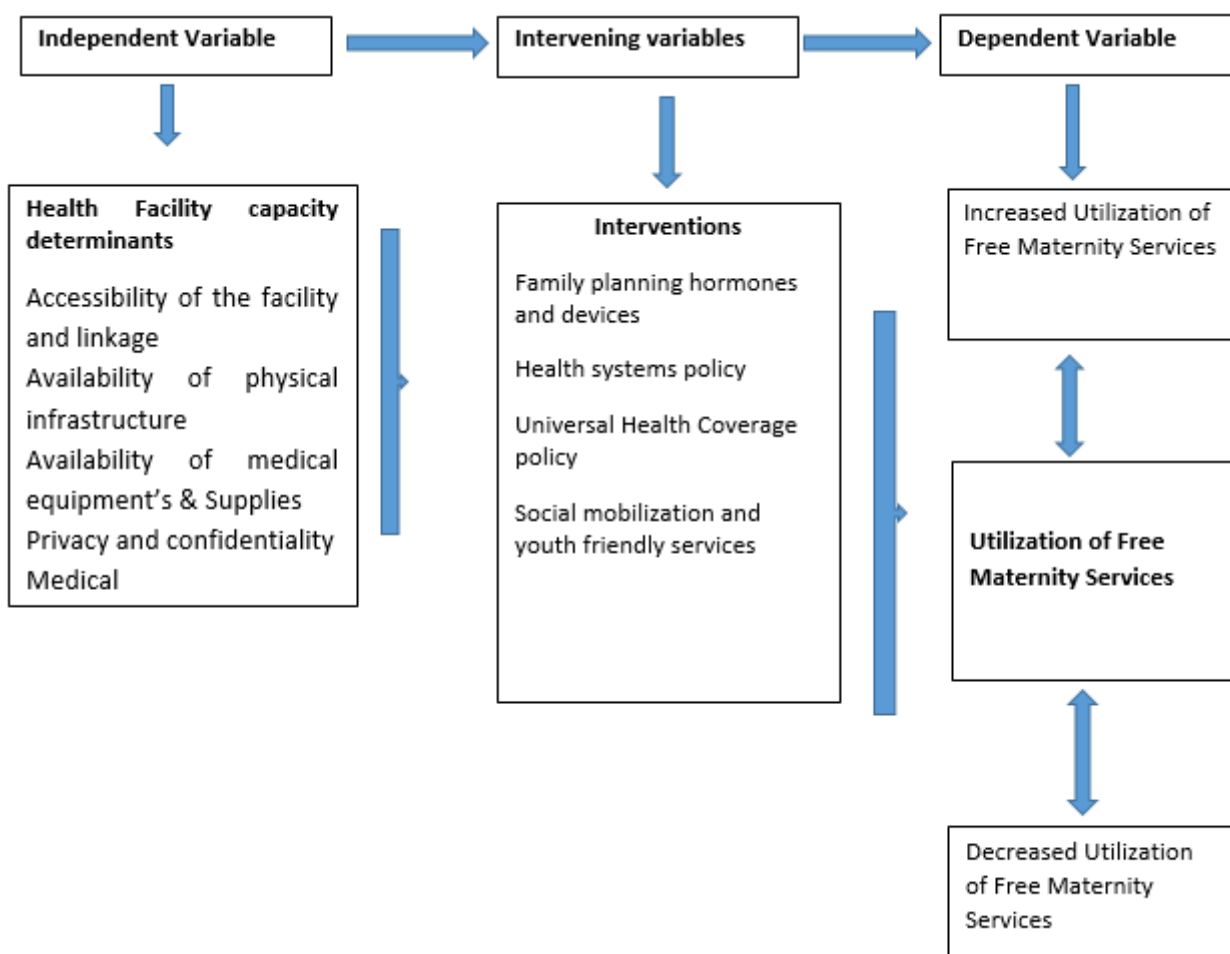 Independent Variable
Intervening variables
Dependent Variable
Health Facility capacity
determinants
Accessibility of the facility
and linkage
Availability of physical
infrastructure
Availability of medical
equipment's & Supplies
Privacy and confidentiality
Medical
Interventions
Family planning hormones
and devices
Health systems policy
Universal Health Coverage
policy
Social mobilization and
youth friendly services
Increased Utilization of
Free Maternity Services
Utilization of Free
Maternity Services
Decreased Utilization
of Free Maternity
Services